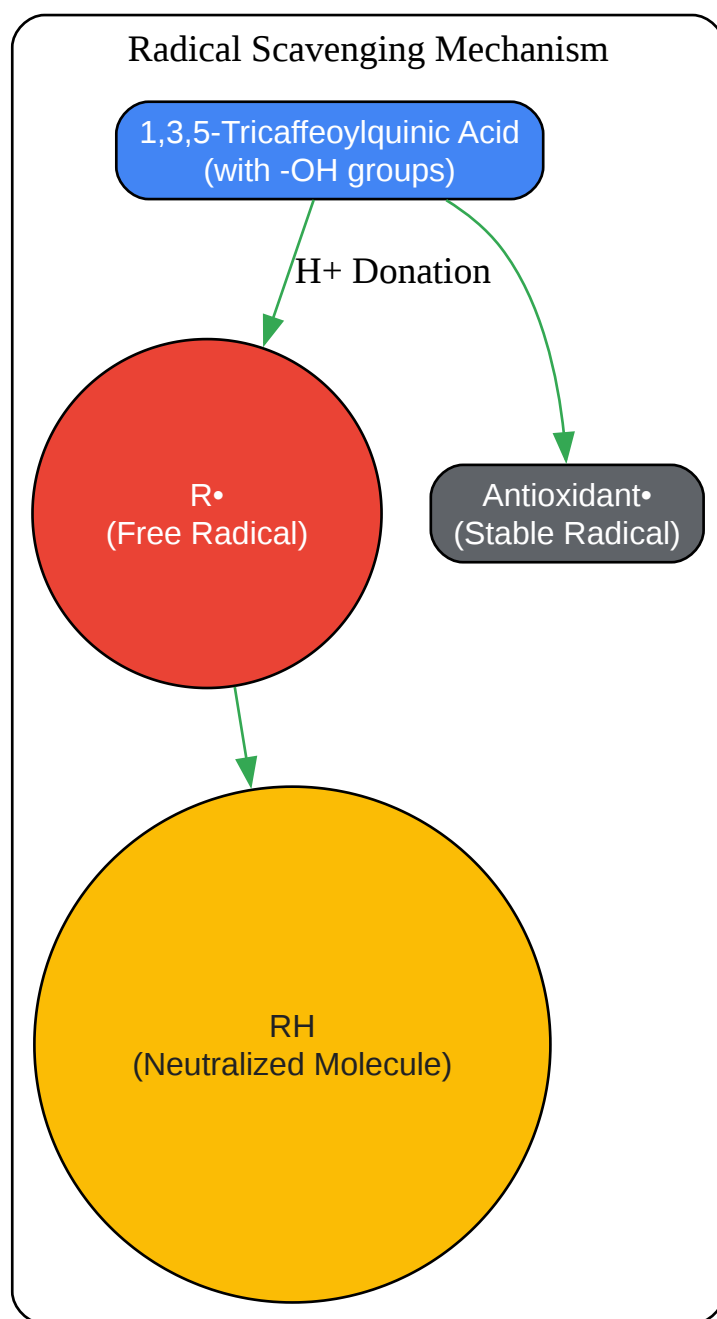 Radical Scavenging Mechanism
1,3,5-Tricaffeoylquinic Acid
(with -OH groups)
H+ Donation
R•
(Free Radical)
Antioxidant•
(Stable Radical)
RH
(Neutralized Molecule)